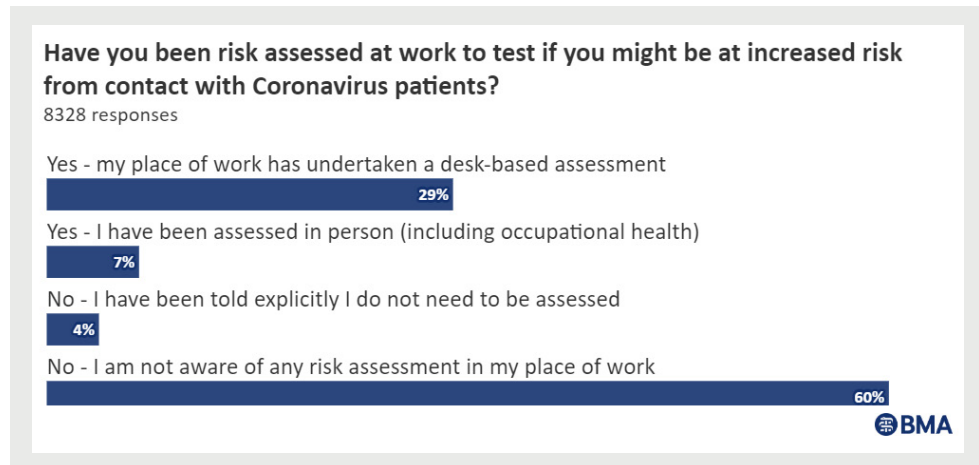 Have you been risk assessed at work to test if you might be at increased risk
from contact with Coronavirus patients?
8328 responses
Yes - my place of work has undertaken a desk-based assessment
29%
Yes - I have been assessed in person (including occupational health)
7%
No - I have been told explicitly I do not need to be assessed
4%
No - I am not aware of any risk assessment in my place of work
60%
BMA